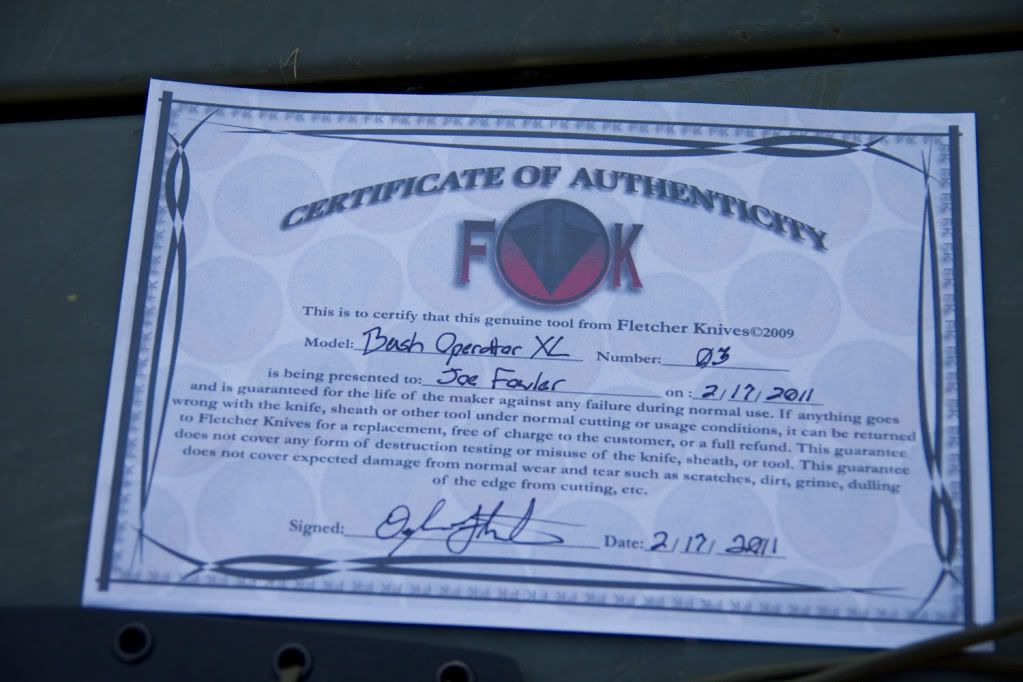 CERTIFICATE OF AUTHENTICITY
F K
This is to certify that this genuine tool from Fletcher Knives©2009
Model: Bush Operator XL Number: Ø3
is being presented to: Joe Fowler on : 2/17/2011
and is guaranteed for the life of the maker against any failure during normal use. If anything goes
wrong with the knife, sheath or other tool under normal cutting or usage conditions, it can be returned
to Fletcher Knives for a replacement, free of charge to the customer, or a full refund. This guarantee
does not cover any form of destruction testing or misuse of the knife, sheath, or tool. This guarantee
does not cover expected damage from normal wear and tear such as scratches, dirt, grime, dulling
of the edge from cutting, etc.
Signed: Date: 2/17/2011